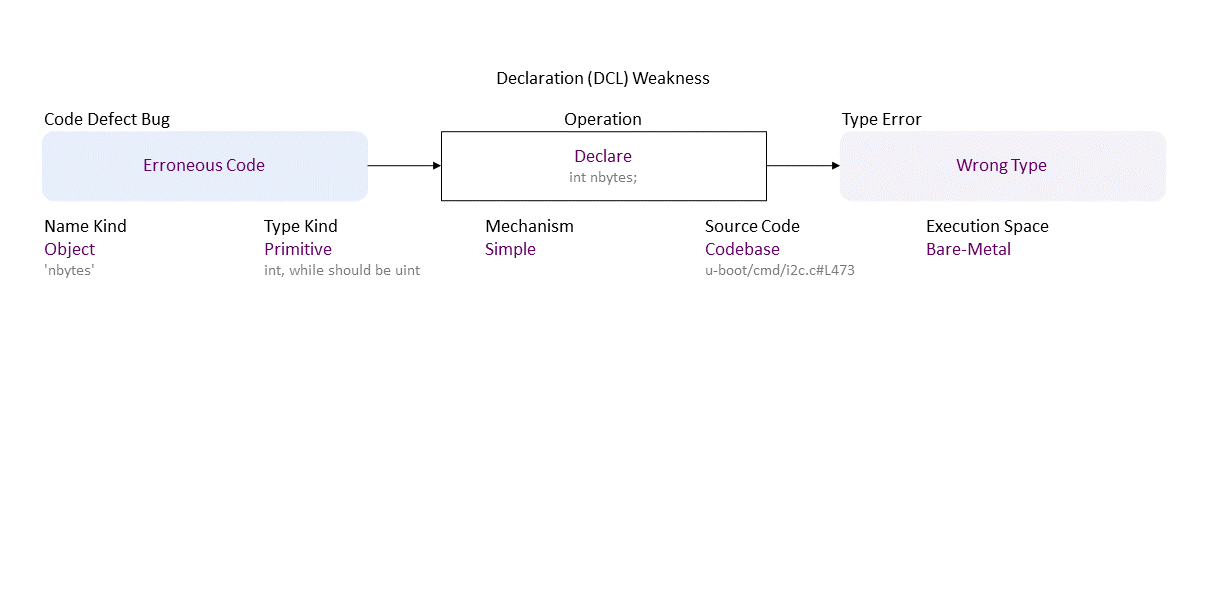 Declaration (DCL) Weakness
Code Defect Bug
Operation
Type Error
Erroneous Code
Declare
int nbytes;
Wrong Type
Name Kind
Object
'nbytes'
Type Kind
Primitive
int, while should be uint
Mechanism
Simple
Source Code
Codebase
u-boot/cmd/i2c.c#L473
Execution Space
Bare-Metal